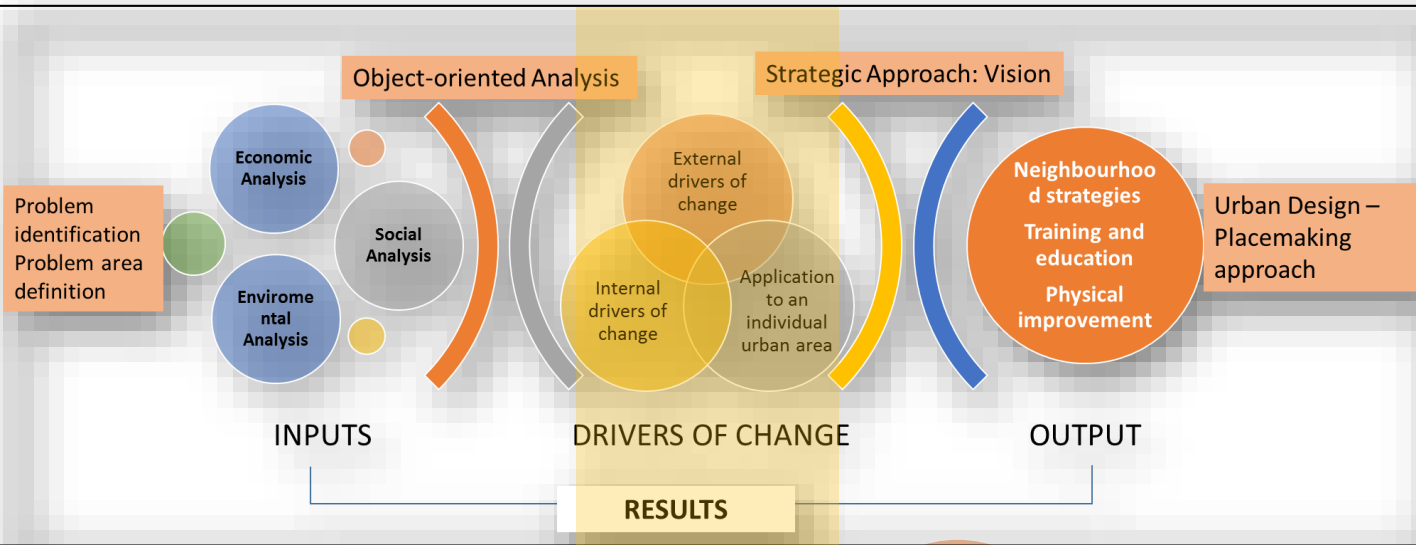 Object-oriented Analysis
Strategic Approach: Vision
Problem
identification
Problem area
definition
Economic
Analysis
Social
Analysis
Envirome
ntal
Analysis
External
drivers of
change
Internal
drivers of
change
Application
to an
individual
urban area
Neighbourhoo
d strategies
Training and
education
Physical
improvement
Urban Design –
Placemaking
approach
INPUTS
DRIVERS OF CHANGE
OUTPUT
RESULTS